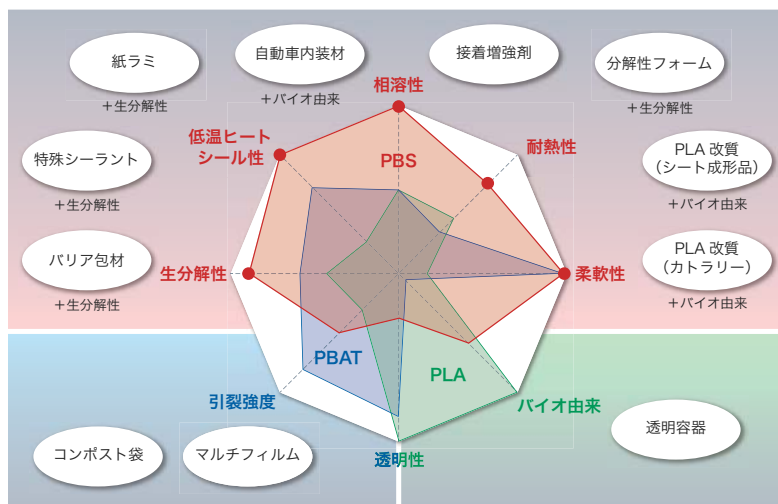 紙ラミ
＋生分解性
自動車内装材
＋バイオ由来
接着増強剤
分解性フォーム
＋生分解性
相溶性
低温ヒート
シール性
耐熱性
PBS
特殊シーラント
＋生分解性
PLA 改質
（シート成形品）
＋バイオ由来
バリア包材
＋生分解性
生分解性
柔軟性
PLA 改質
（カトラリー）
＋バイオ由来
PBAT
PLA
引裂強度
バイオ由来
透明性
コンポスト袋
マルチフィルム
透明容器